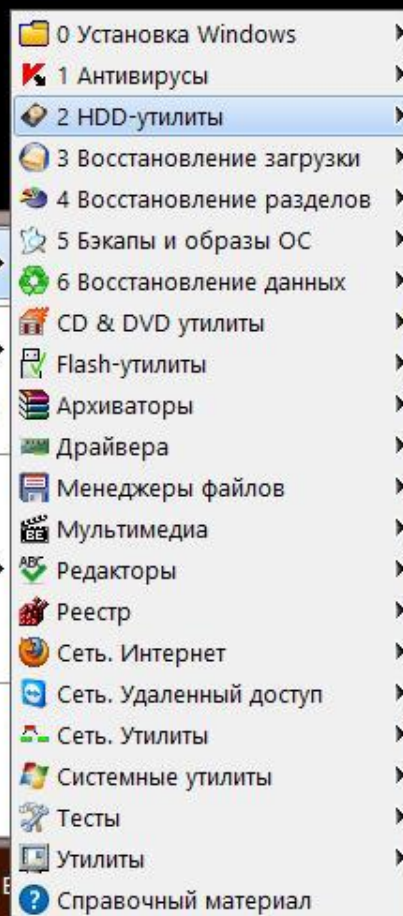 0 Установка Windows
1 Антивирусы
2 HDD-утилиты
3 Восстановление загрузки
4 Восстановление разделов
5 Бэкапы и образы ОС
6 Восстановление данных
CD & DVD утилиты
Flash-утилиты
Архиваторы
Драйвера
Менеджеры файлов
Мультимедиа
Редакторы
Реестр
Сеть. Интернет
Сеть. Удаленный доступ
Сеть. Утилиты
Системные утилиты
Тесты
Утилиты
Справочный материал